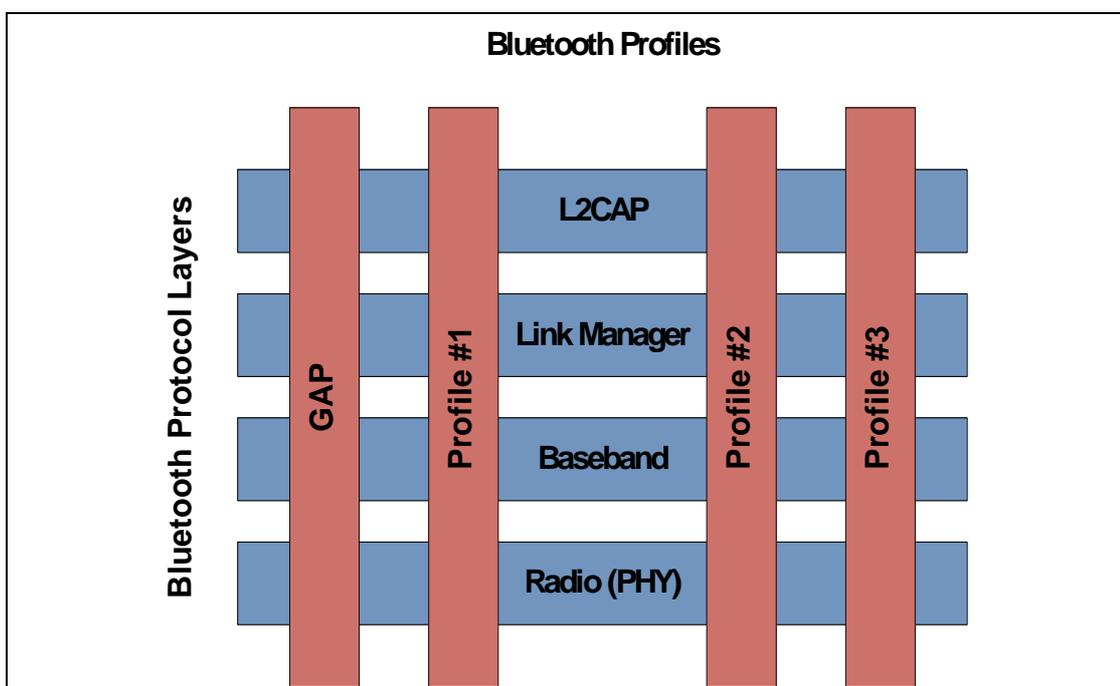 Bluetooth Profiles
Bluetooth Protocol Layers
GAP
Profile #1
L2CAP
Link Manager
Baseband
Radio (PHY)
Profile #2
Profile #3